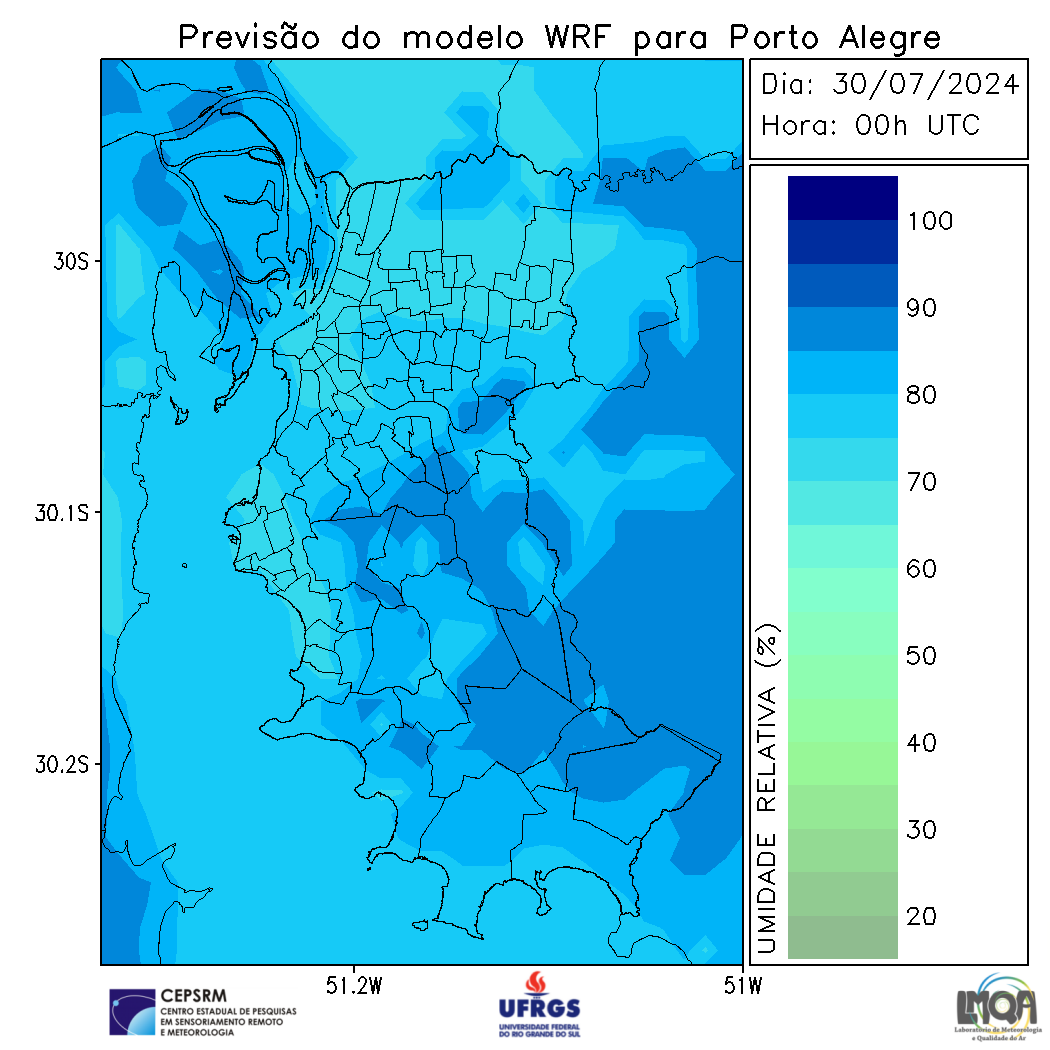 Previsão do modelo WRF para Porto Alegre
Dia: 30/07/2024
Hora: 00h UTC
30S
30.1S
30.2S
51.2W
51W
UMIDADE RELATIVA (%)
100
90
80
70
60
50
40
30
20
CEPSRM
CENTRO ESTADUAL DE PESQUISAS
EM SENSORIAMENTO REMOTO
E METEOROLOGIA
UFRGS
UNIVERSIDADE FEDERAL
DO RIO GRANDE DO SUL
LMQA
Laboratório de Meteorologia
e Qualidade do Ar